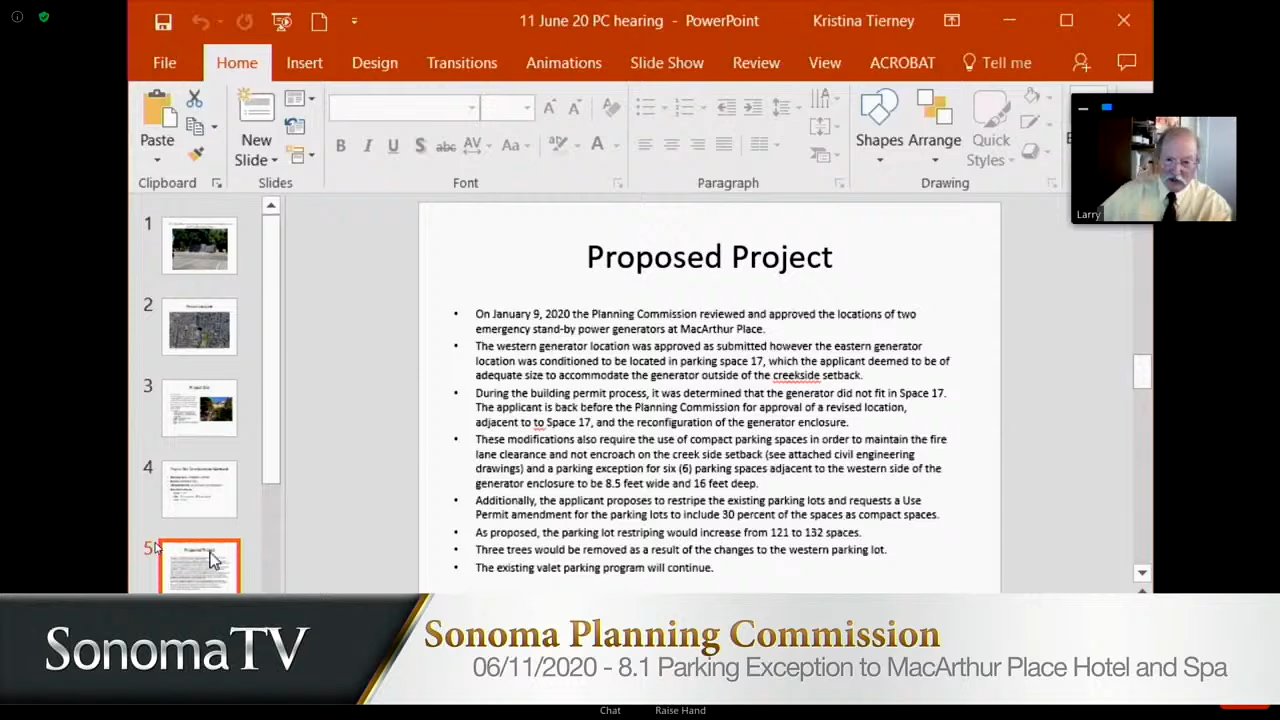 11 June 20 PC hearing - PowerPoint
Kristina Tierney
File
Home
Insert
Design
Transitions
Animations
Slide Show
Review
View
ACROBAT
Tell me
Paste
New
Slide
Shapes
Arrange
Quick
Styles
Clipboard
Slides
Font
Paragraph
Drawing
Larry
1
2
3
4
5
Proposed Project
• On January 9, 2020 the Planning Commission reviewed and approved the locations of two
emergency stand-by power generators at MacArthur Place.
• The western generator location was approved as submitted however the eastern generator
location was conditioned to be located in parking space 17, which the applicant deemed to be of
adequate size to accommodate the generator outside of the creekside setback.
• During the building permit process, it was determined that the generator did not fit in Space 17.
The applicant is back before the Planning Commission for approval of a revised location,
adjacent to to Space 17, and the reconfiguration of the generator enclosure.
• These modifications also require the use of compact parking spaces in order to maintain the fire
lane clearance and not encroach on the creek side setback (see attached civil engineering
drawings) and a parking exception for six (6) parking spaces adjacent to the western side of the
generator enclosure to be 8.5 feet wide and 16 feet deep.
• Additionally, the applicant proposes to restripe the existing parking lots and requests a Use
Permit amendment for the parking lots to include 30 percent of the spaces as compact spaces.
• As proposed, the parking lot restriping would increase from 121 to 132 spaces.
• Three trees would be removed as a result of the changes to the western parking lot.
• The existing valet parking program will continue.
SonomaTV
Sonoma Planning Commission
06/11/2020 - 8.1 Parking Exception to MacArthur Place Hotel and Spa
Chat
Raise Hand